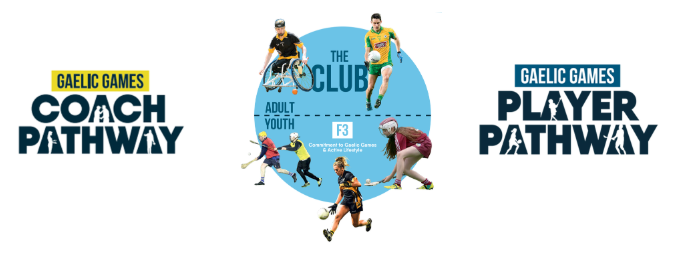 GAELIC GAMES
COACH
PATHWAY
THE
CLUB
ADULT
YOUTH
F3
Commitment to Gaelic Games
& Active Lifestyle
GAELIC GAMES
PLAYER
PATHWAY